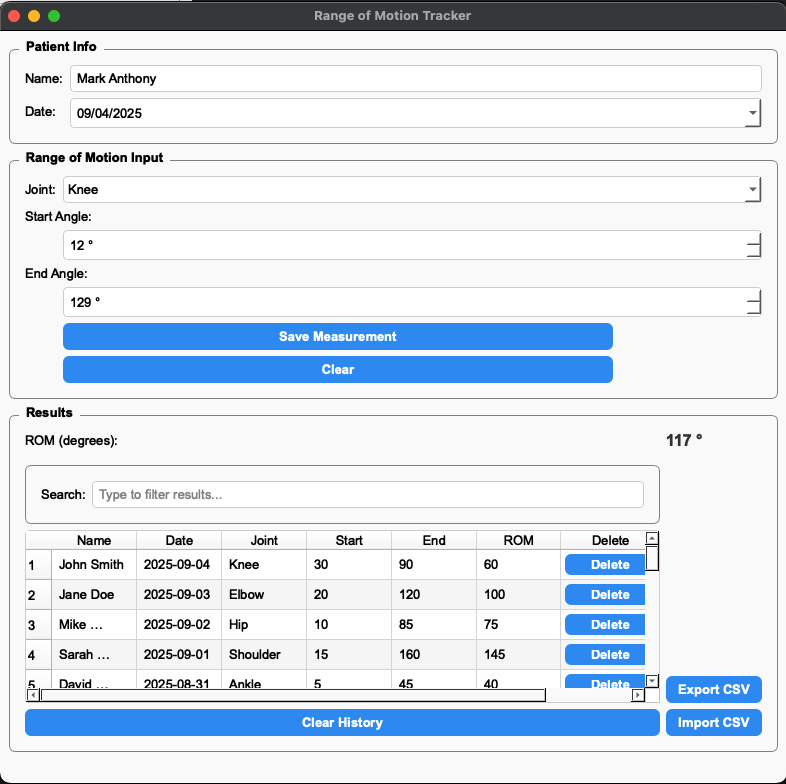 Range of Motion Tracker
Patient Info
Name: Mark Anthony
Date: 09/04/2025
Range of Motion Input
Joint: Knee
Start Angle:
12 °
End Angle:
129 °
Save Measurement
Clear
Results
ROM (degrees): 117 °
Search: Type to filter results...
Name Date Joint Start End ROM Delete
1 John Smith 2025-09-04 Knee 30 90 60 Delete
2 Jane Doe 2025-09-03 Elbow 20 120 100 Delete
3 Mike ... 2025-09-02 Hip 10 85 75 Delete
4 Sarah ... 2025-09-01 Shoulder 15 160 145 Delete
5 David ... 2025-08-31 Ankle 5 45 40 Delete
Export CSV
Clear History Import CSV